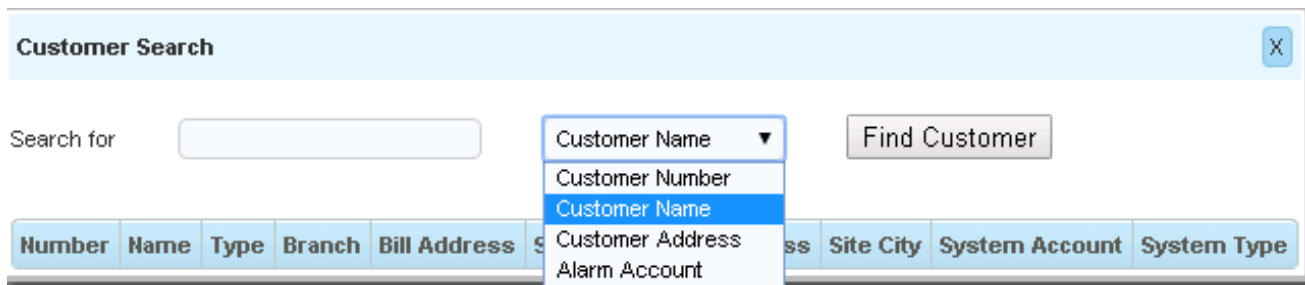 Customer Search X
Search for Customer Name Find Customer
Customer Number
Customer Name
Customer Address
Alarm Account
Number Name Type Branch Bill Address Site City System Account System Type